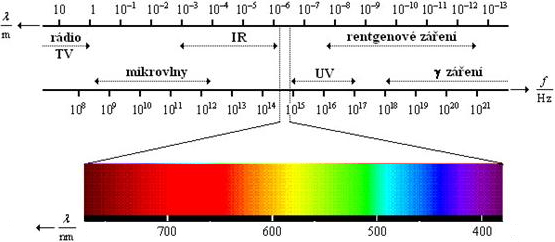 λ 10 1 10⁻¹ 10⁻² 10⁻³ 10⁻⁴ 10⁻⁵ 10⁻⁶ 10⁻⁷ 10⁻⁸ 10⁻⁹ 10⁻¹⁰ 10⁻¹¹ 10⁻¹² 10⁻¹³
m
rádio IR rentgenové záření
TV
mikrovlny UV γ záření
f
Hz
10⁸ 10⁹ 10¹⁰ 10¹¹ 10¹² 10¹³ 10¹⁴ 10¹⁵ 10¹⁶ 10¹⁷ 10¹⁸ 10¹⁹ 10²⁰ 10²¹
λ
nm
700 600 500 400